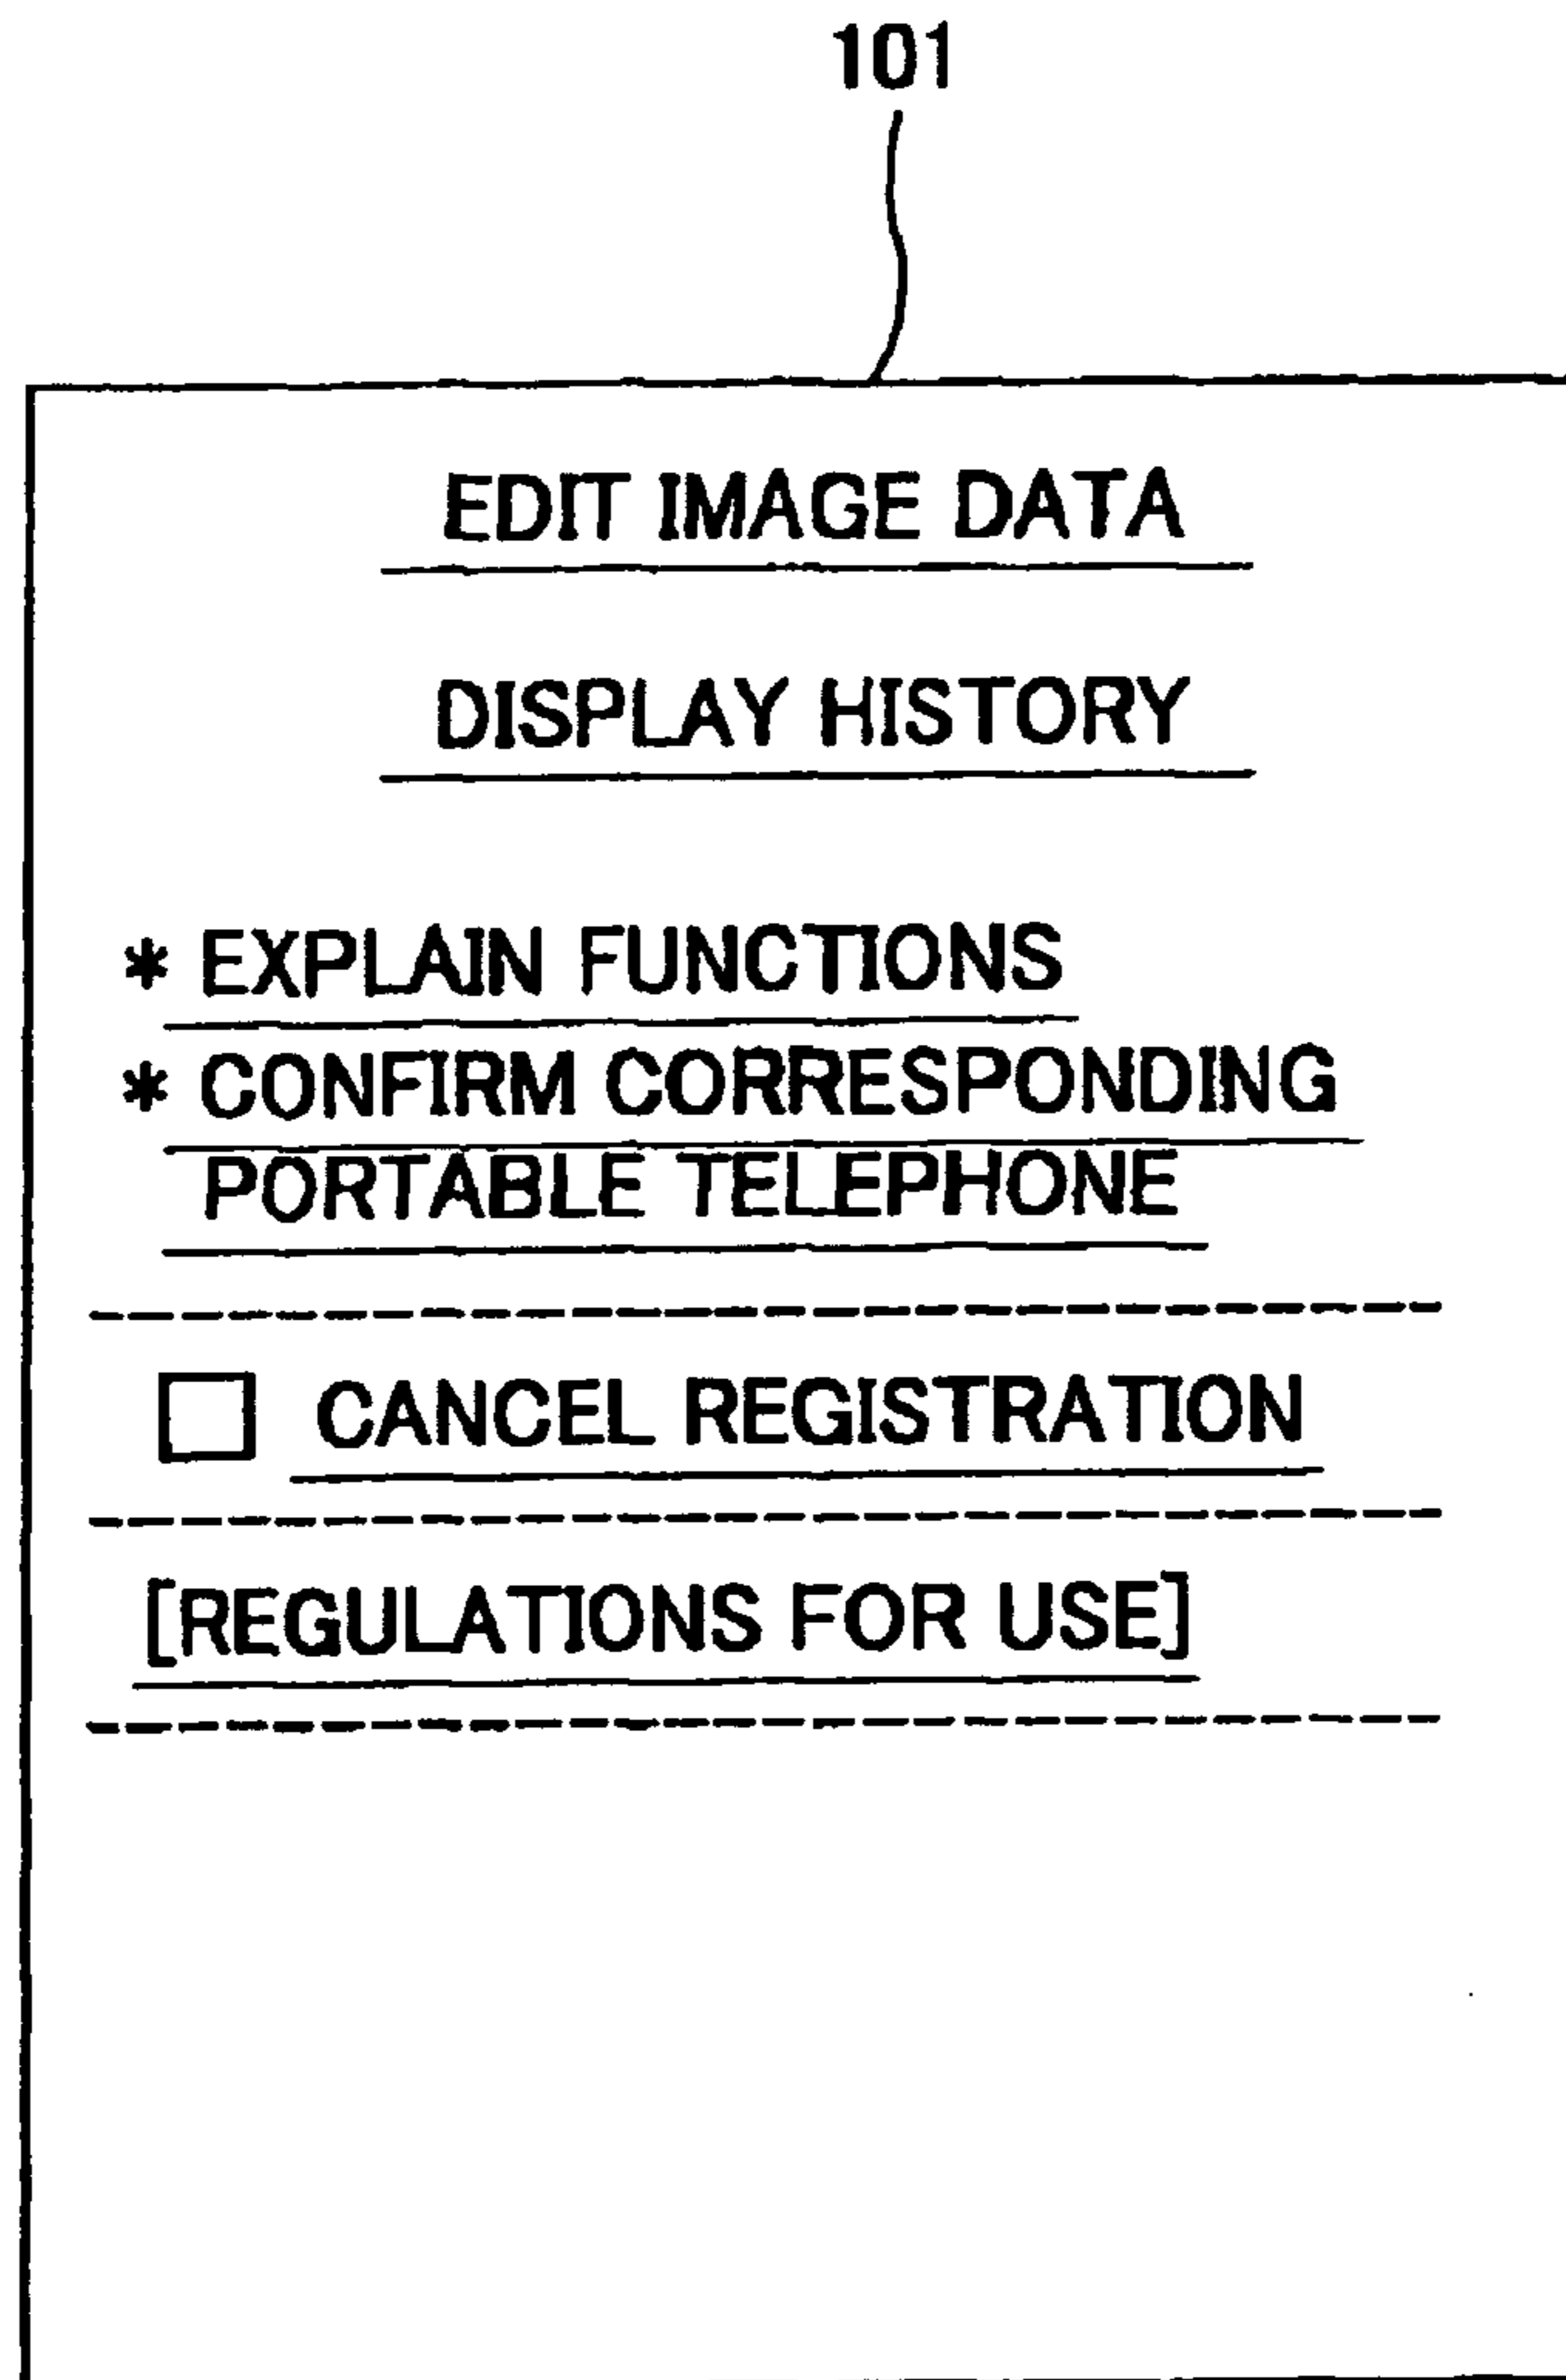 101
EDIT IMAGE DATA
DISPLAY HISTORY
* EXPLAIN FUNCTIONS
* CONFIRM CORRESPONDING
PORTABLE TELEPHONE
CANCEL REGISTRATION
[REGULATIONS FOR USE]